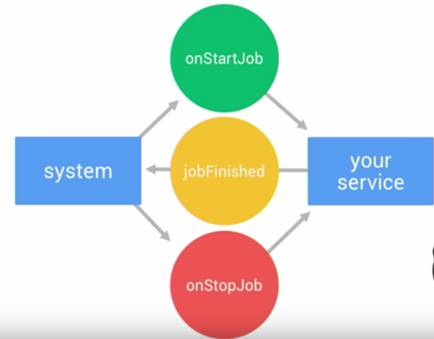 onStartJob
system
jobFinished
your
service
onStopJob